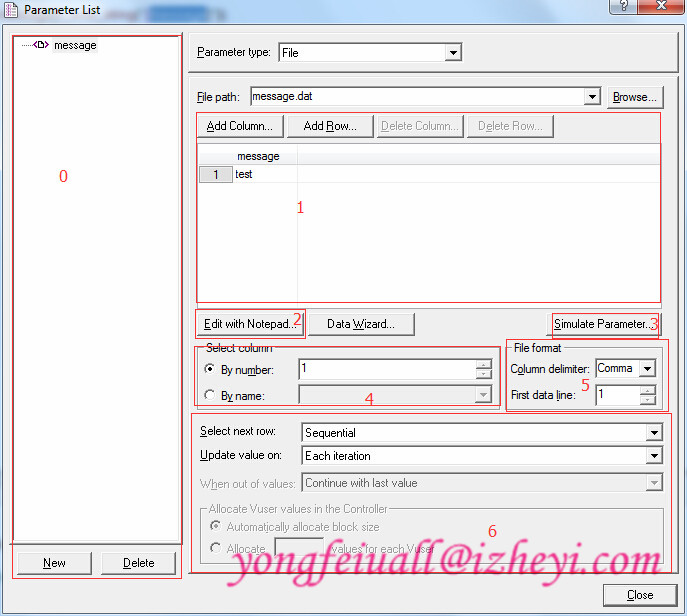 Parameter List
?
message
0
New
Delete
Parameter type:
File
File path:
message.dat
Browse...
Add Column...
Add Row...
Delete Column...
Delete Row...
message
1
test
1
Edit with Notepad...
2
Data Wizard...
Simulate Parameter...
3
Select column
By number:
1
By name:
4
File format
Column delimiter:
Comma
First data line:
1
5
Select next row:
Sequential
Update value on:
Each iteration
When out of values:
Continue with last value
Allocate Vuser values in the Controller
Automatically allocate block size
Allocate
values for each Vuser
6
yongfeiuall@izheyi.com
Close